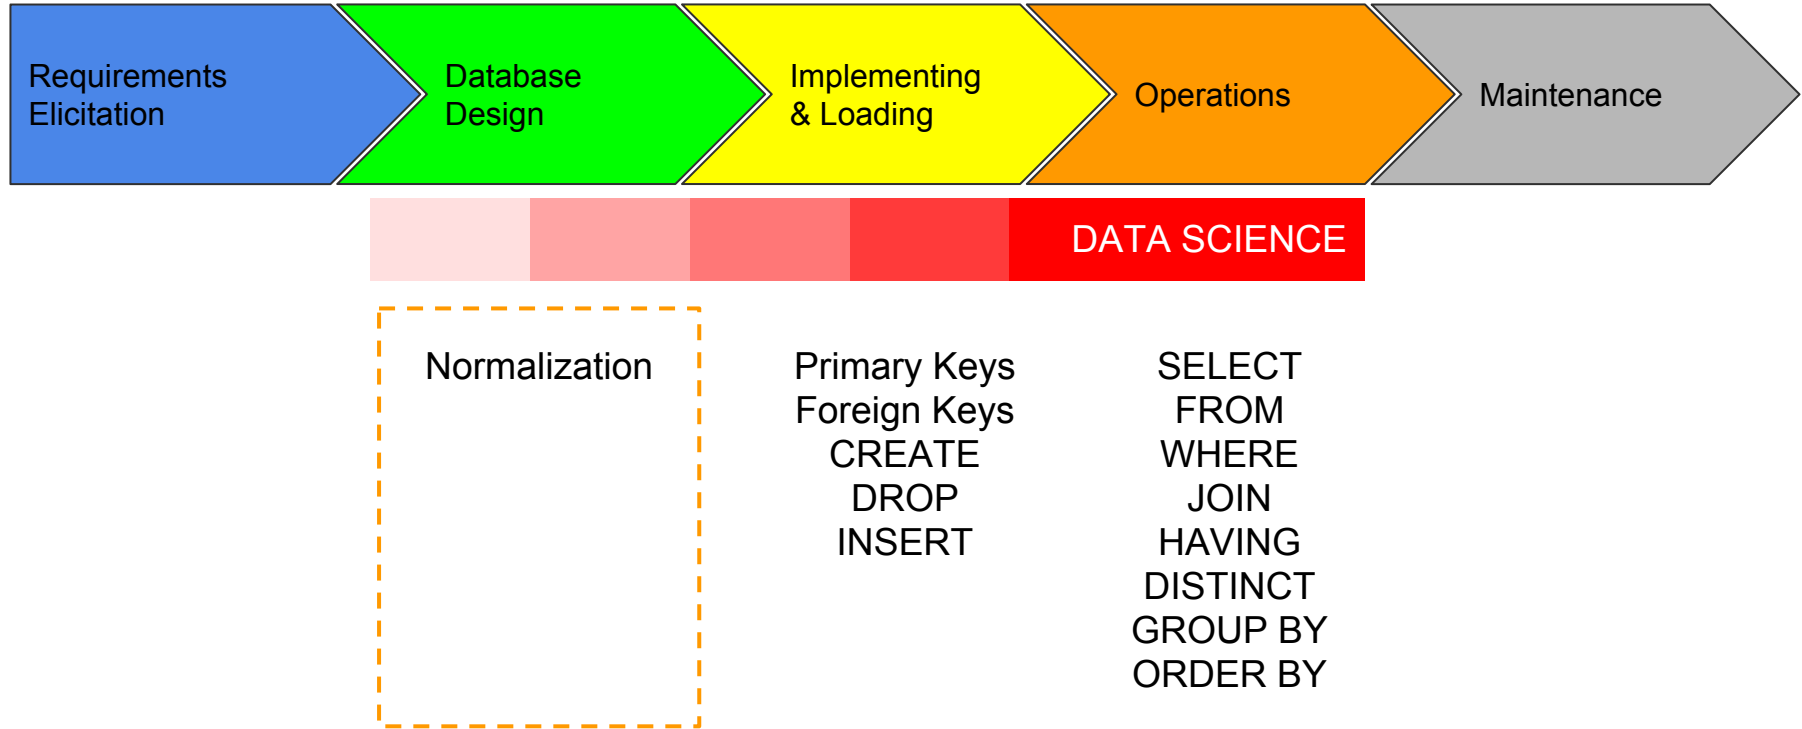 Requirements
Elicitation
Database
Design
Implementing
& Loading
Operations
Maintenance
DATA SCIENCE
Normalization
Primary Keys
Foreign Keys
CREATE
DROP
INSERT
SELECT
FROM
WHERE
JOIN
HAVING
DISTINCT
GROUP BY
ORDER BY